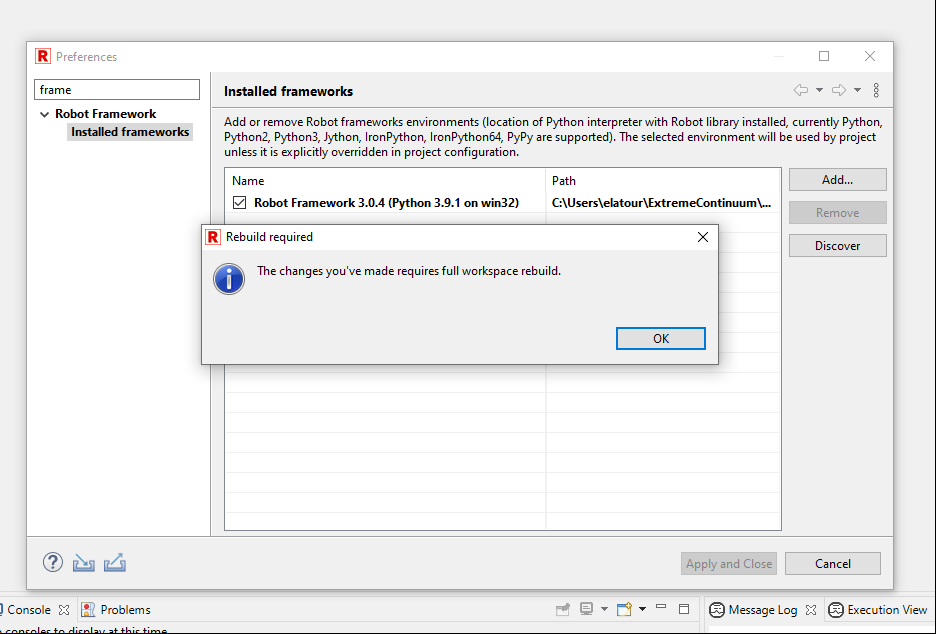 R Preferences
frame
Robot Framework
Installed frameworks
Installed frameworks
Add or remove Robot frameworks environments (location of Python interpreter with Robot library installed, currently Python,
Python2, Python3, Jython, IronPython, IronPython64, PyPy are supported). The selected environment will be used by project
unless it is explicitly overridden in project configuration.
Name Path
Robot Framework 3.0.4 (Python 3.9.1 on win32) C:\Users\elatour\ExtremeContinuum\...
Add...
Remove
Discover
R Rebuild required
The changes you've made requires full workspace rebuild.
OK
? Apply and Close Cancel
Console Problems Message Log Execution View
consoles to display at this time